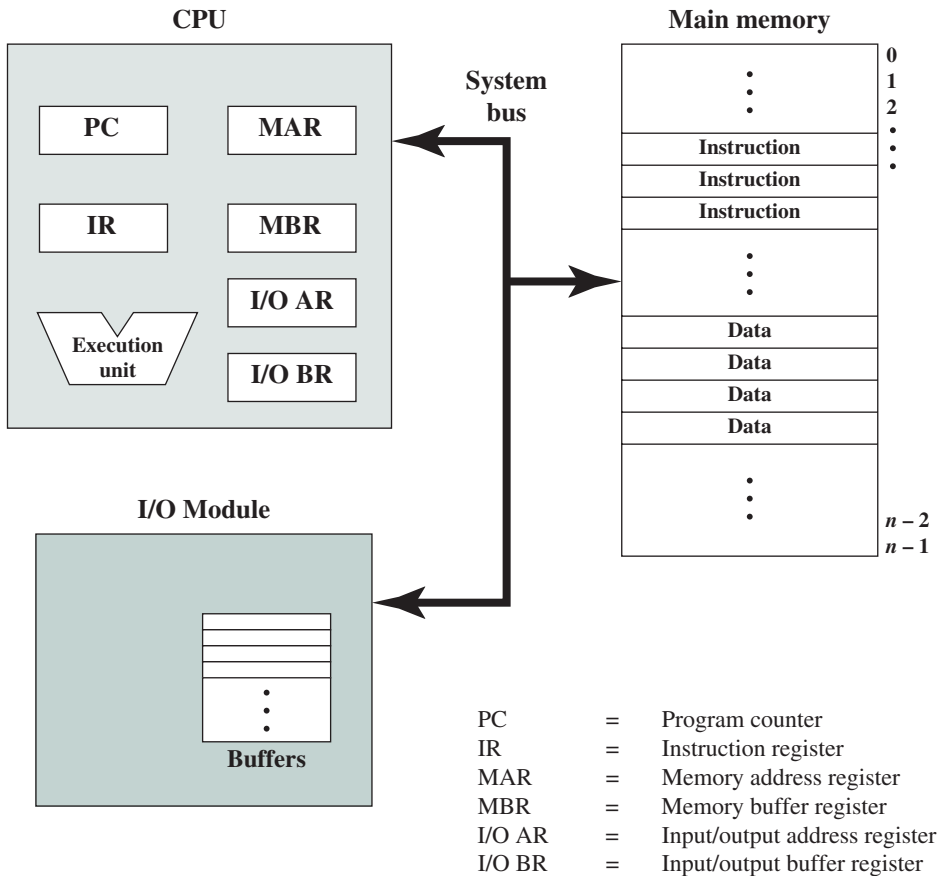 CPU
Main memory
System
bus
PC
MAR
IR
MBR
I/O AR
I/O BR
Execution
unit
0
1
2
Instruction
Instruction
Instruction
Data
Data
Data
Data
n – 2
n – 1
I/O Module
Buffers
PC = Program counter
IR = Instruction register
MAR = Memory address register
MBR = Memory buffer register
I/O AR = Input/output address register
I/O BR = Input/output buffer register